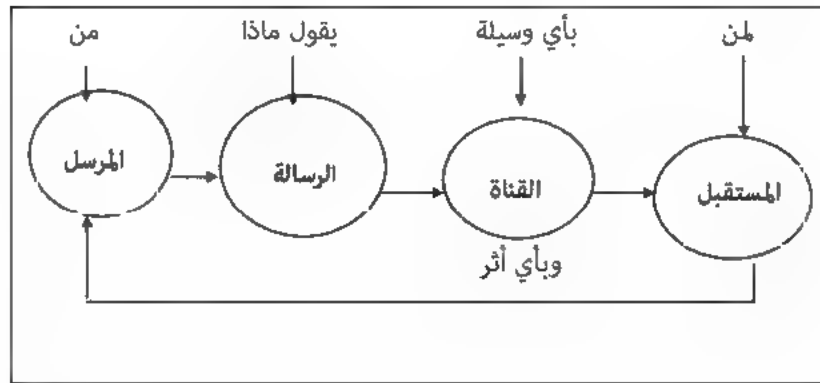 من
يقول ماذا
بأي وسيلة
لمن
المرسل
الرسالة
القناة
المستقبل
وبأي أثر